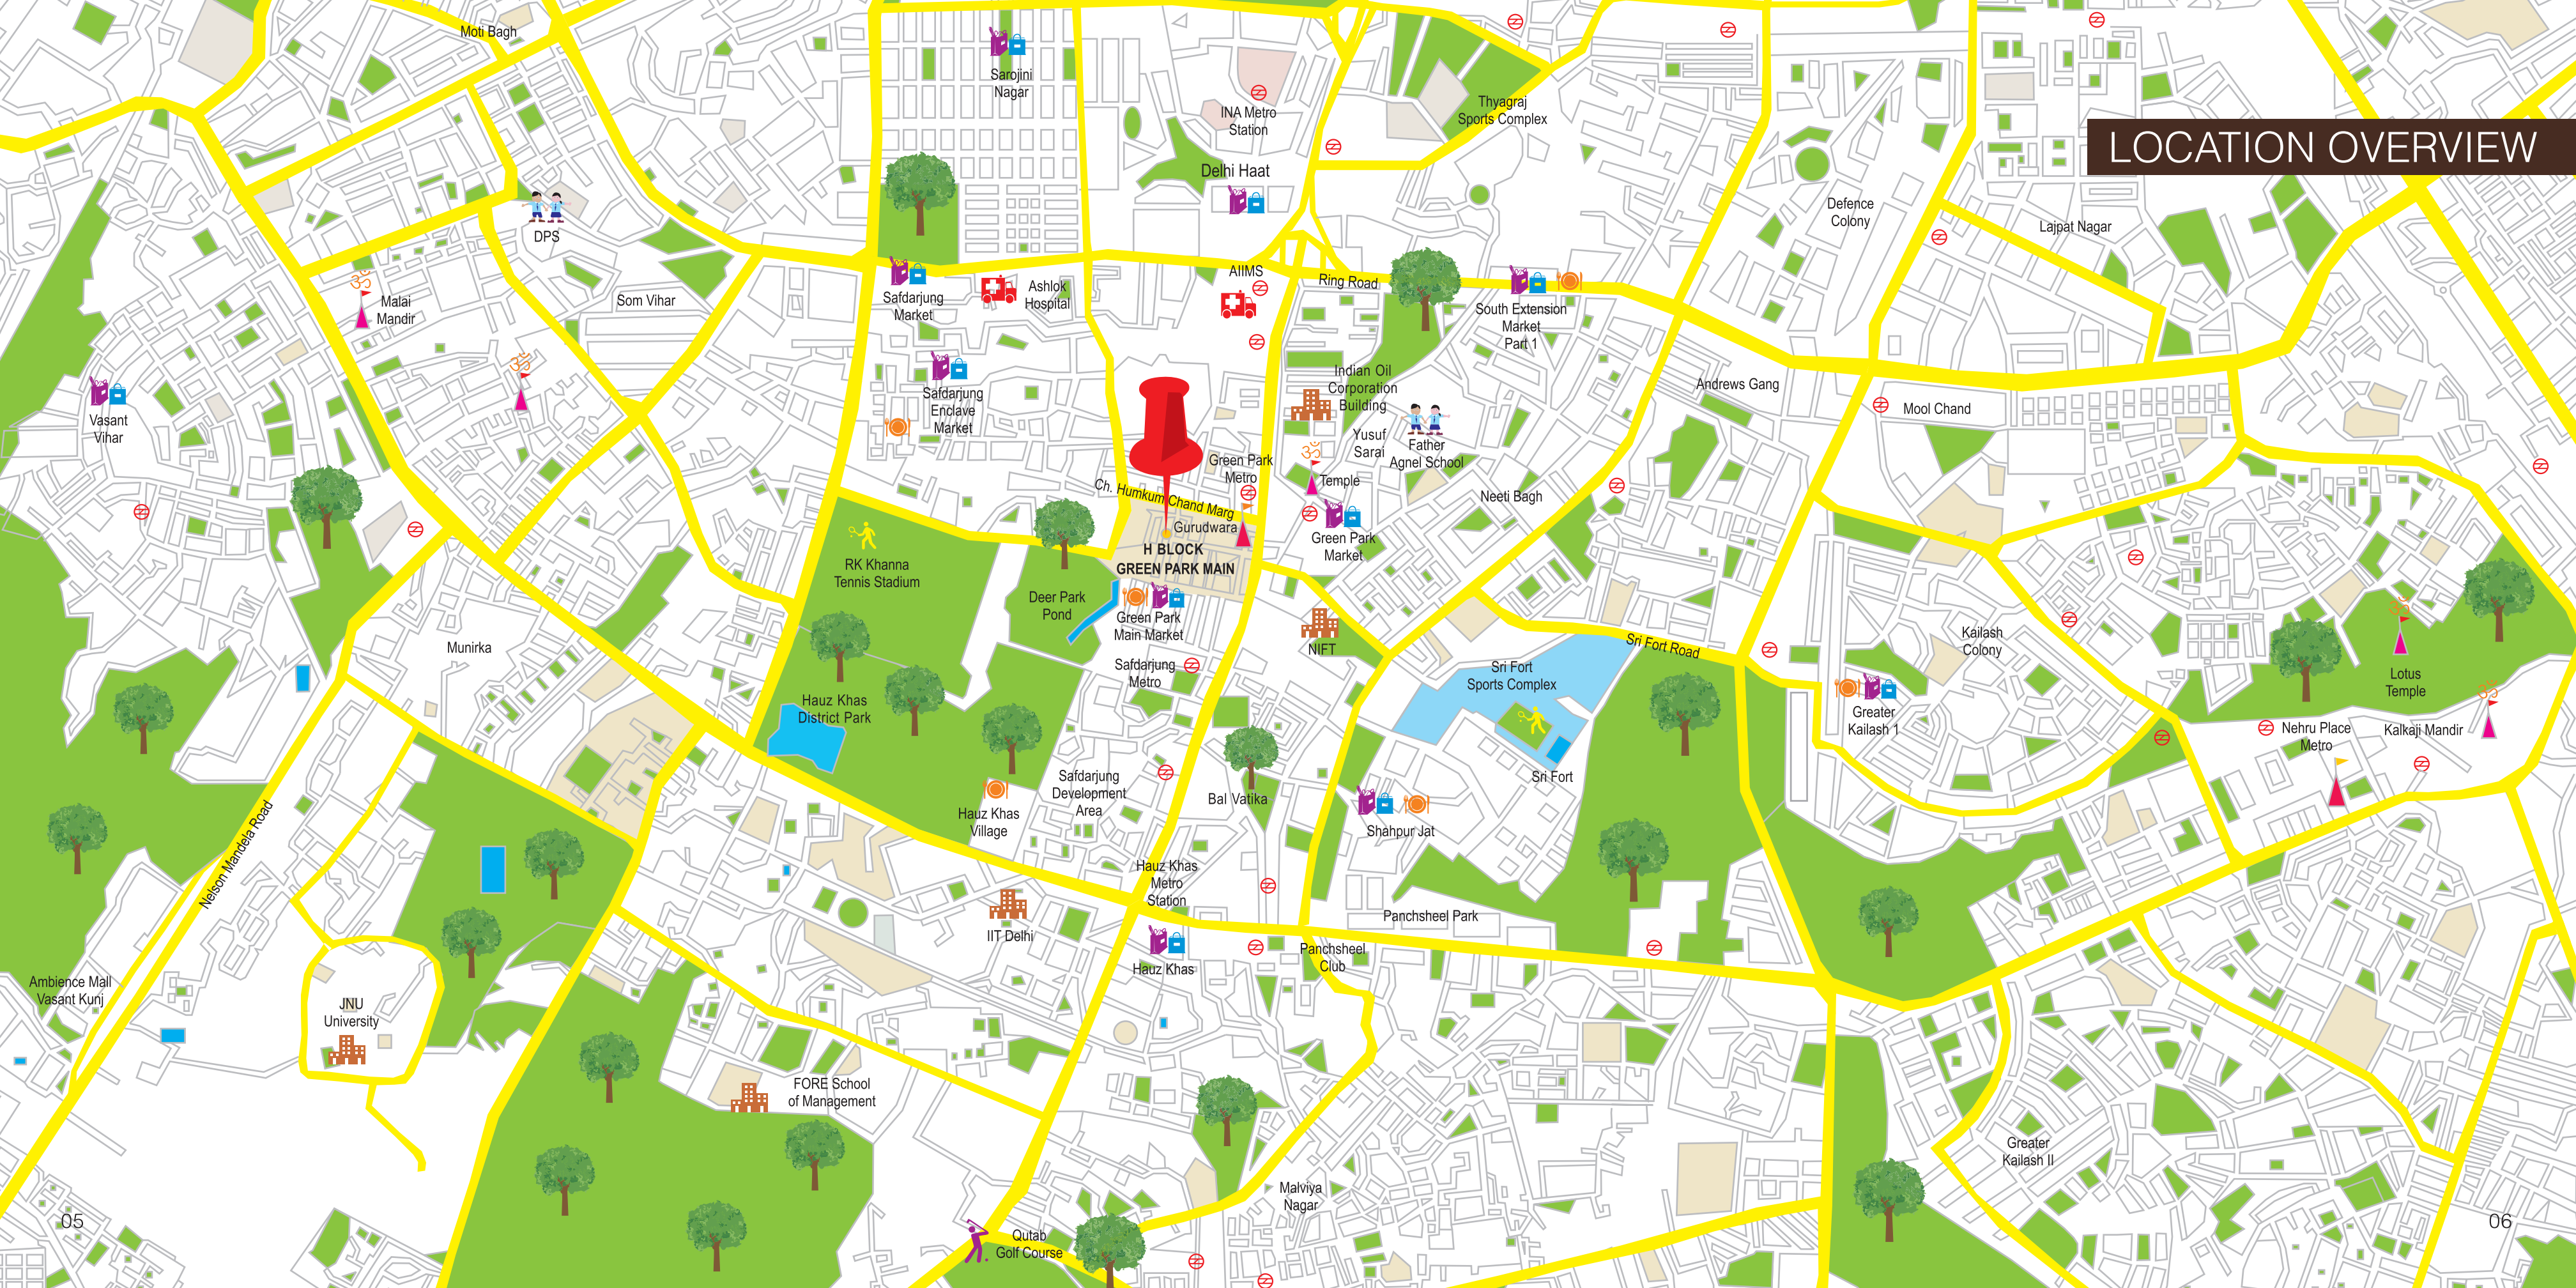 LOCATION OVERVIEW
Moti Bagh
Sarojini
Nagar
INA Metro
Station
Thyagraj
Sports Complex
Delhi Haat
Defence
Colony
Lajpat Nagar
DPS
Malai
Mandir
Som Vihar
Safdarjung
Market
Ashlok
Hospital
AIIMS
Ring Road
South Extension
Market
Part 1
Vasant
Vihar
Safdarjung
Enclave
Market
Indian Oil
Corporation
Building
Andrews Gang
Mool Chand
Yusuf
Sarai
Father
Agnel School
Green Park
Metro
Temple
Ch. Humkum Chand Marg
Neeti Bagh
Gurudwara
Green Park
Market
H BLOCK
GREEN PARK MAIN
RK Khanna
Tennis Stadium
Deer Park
Pond
Green Park
Main Market
NIFT
Munirka
Safdarjung
Metro
Sri Fort
Sports Complex
Sri Fort Road
Kailash
Colony
Lotus
Temple
Hauz Khas
District Park
Greater
Kailash 1
Nehru Place
Metro
Kalkaji Mandir
Sri Fort
Safdarjung
Development
Area
Bal Vatika
Hauz Khas
Village
Shahpur Jat
Nelson Mandela Road
Hauz Khas
Metro
Station
IIT Delhi
Panchsheel Park
Hauz Khas
Panchsheel
Club
Ambience Mall
Vasant Kunj
JNU
University
FORE School
of Management
Greater
Kailash II
Malviya
Nagar
Qutab
Golf Course
05
06